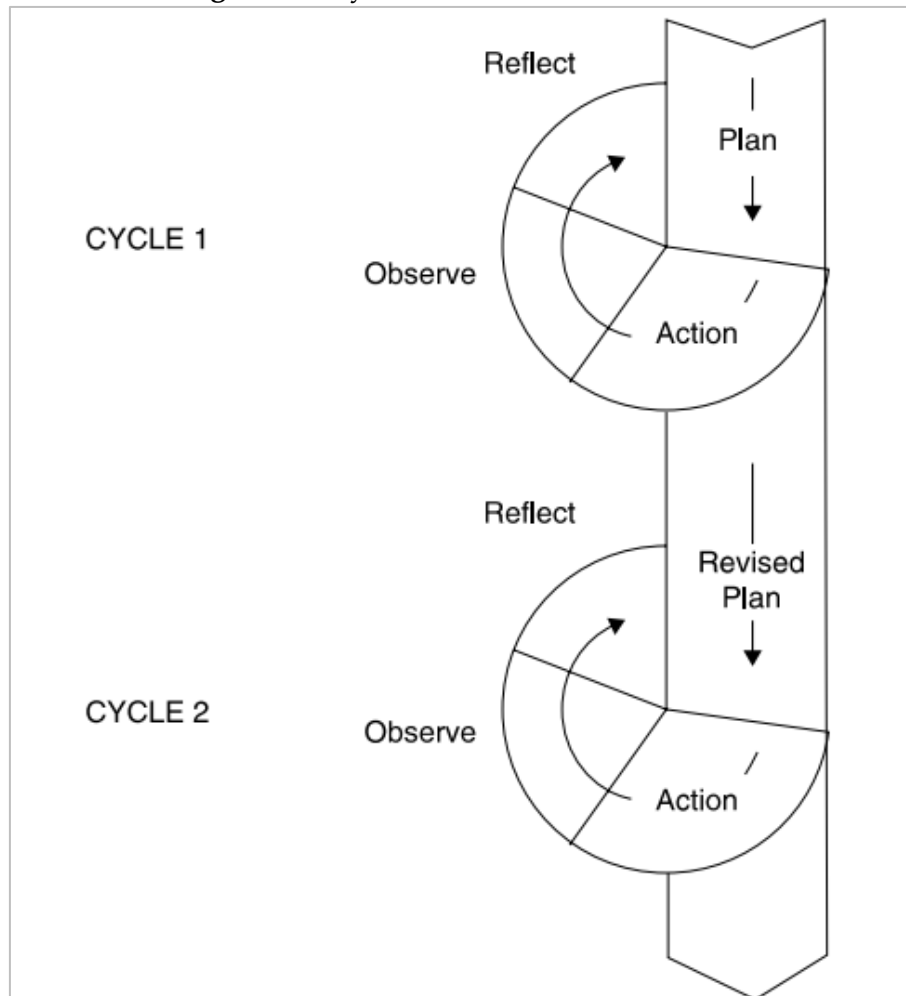 Reflect
Plan
CYCLE 1
Observe
Action
Reflect
Revised
Plan
CYCLE 2
Observe
Action